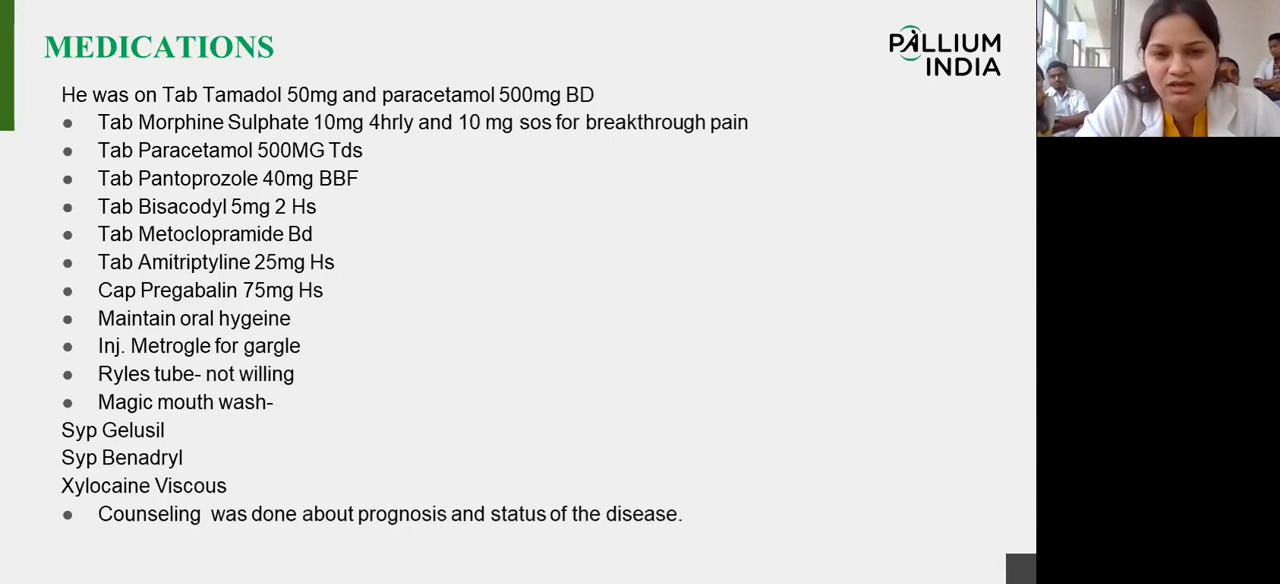 MEDICATIONS
PALLIUM
INDIA
He was on Tab Tamadol 50mg and paracetamol 500mg BD
● Tab Morphine Sulphate 10mg 4hrly and 10 mg sos for breakthrough pain
● Tab Paracetamol 500MG Tds
● Tab Pantoprozole 40mg BBF
● Tab Bisacodyl 5mg 2 Hs
● Tab Metoclopramide Bd
● Tab Amitriptyline 25mg Hs
● Cap Pregabalin 75mg Hs
● Maintain oral hygeine
● Inj. Metrogle for gargle
● Ryles tube- not willing
● Magic mouth wash-
Syp Gelusil
Syp Benadryl
Xylocaine Viscous
● Counseling was done about prognosis and status of the disease.